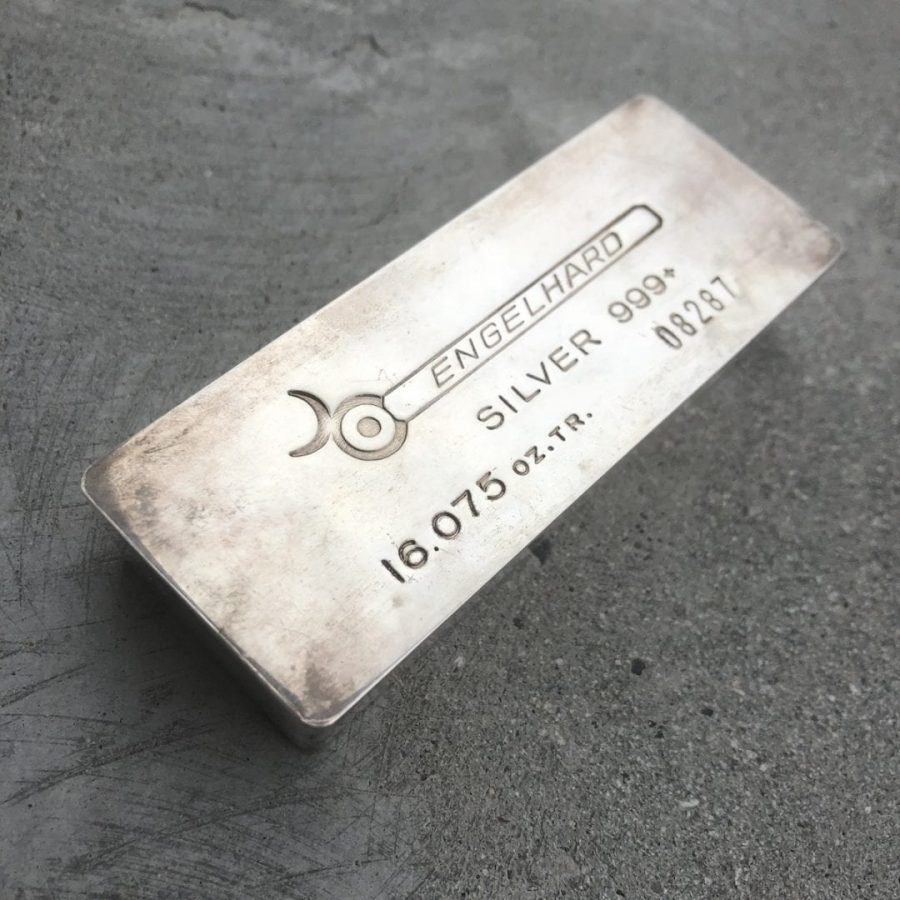 ENGELHARD
SILVER 999+
08287
16.075 OZ.TR.